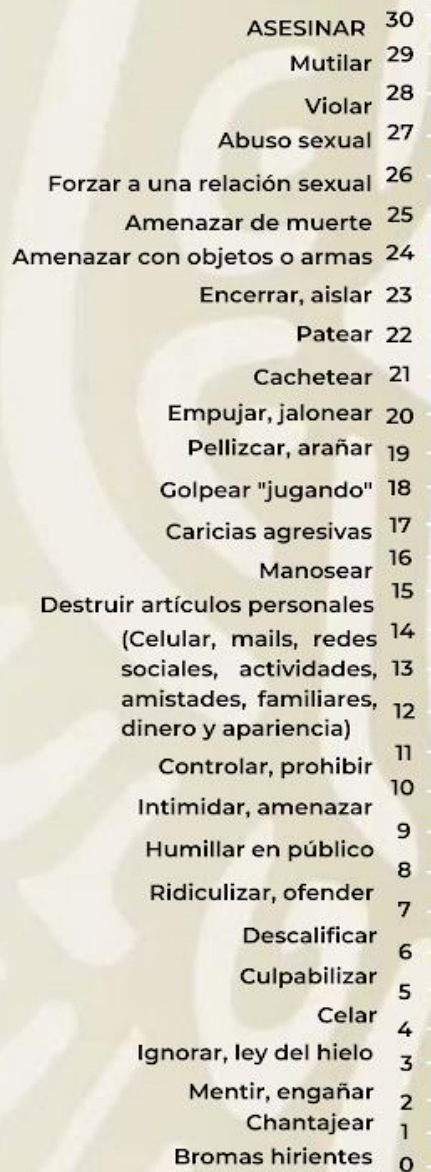 ASESINAR 30
Mutilar 29
Violar 28
Abuso sexual 27
Forzar a una relación sexual 26
Amenazar de muerte 25
Amenazar con objetos o armas 24
Encerrar, aislar 23
Patear 22
Cachetear 21
Empujar, jalonear 20
Pellizcar, arañar 19
Golpear "jugando" 18
Caricias agresivas 17
Manosear 16
Destruir artículos personales 15
(Celular, mails, redes 14
sociales, actividades, 13
amistades, familiares, 12
dinero y apariencia)
11
Controlar, prohibir
10
Intimidar, amenazar
9
Humillar en público
8
Ridiculizar, ofender
7
Descalificar
6
Culpabilizar
5
Celar
4
Ignorar, ley del hielo
3
Mentir, engañar
2
Chantajear
1
Bromas hirientes
0